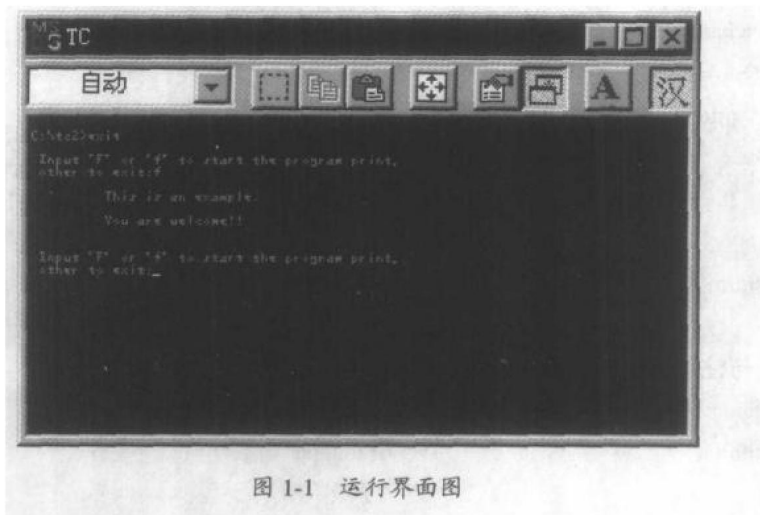 TC
自动
A
汉
C:\tc2>exit
Input "F" or "f" to start the program print,
other to exit:f
This is an example.
You are welcome!!
Input "F" or "f" to start the program print,
other to exit:_
图 1-1 运行界面图